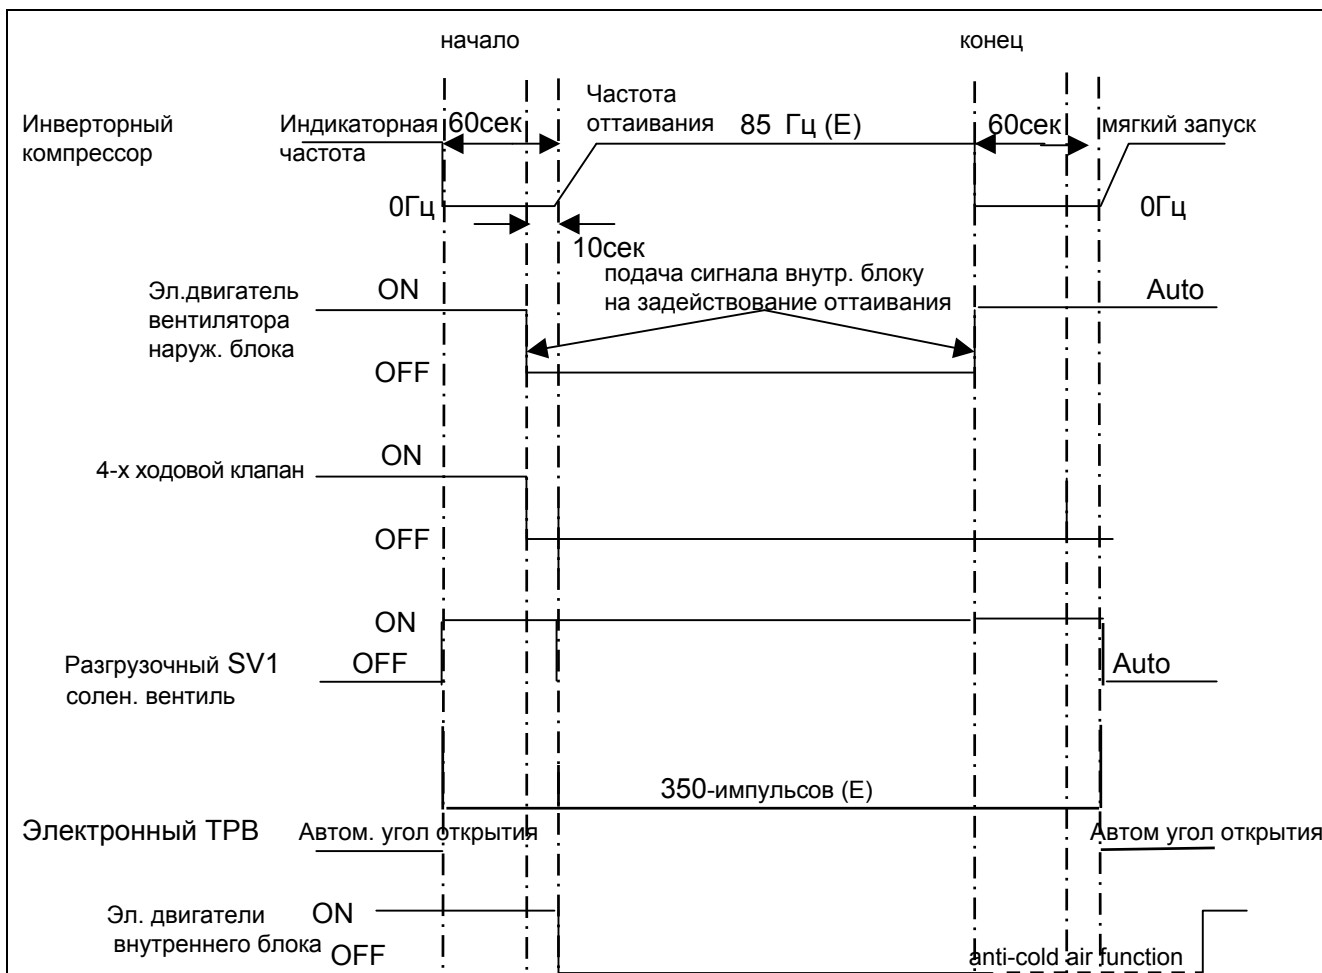 начало
конец
Инверторный
компрессор
Индикаторная
частота
60сек
Частота
оттаивания
85 Гц (Е)
60сек
мягкий запуск
0Гц
0Гц
10сек
подача сигнала внутр. блоку
на задействование оттаивания
Эл.двигатель
вентилятора
наруж. блока
ON
Auto
OFF
ON
4-х ходовой клапан
OFF
ON
Разгрузочный SV1
солен. вентиль
OFF
Auto
350-импульсов (Е)
Электронный ТРВ
Автом. угол открытия
Автом угол открытия
Эл. двигатели
внутреннего блока
ON
OFF
anti-cold air function